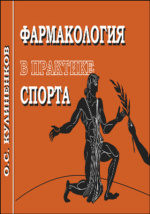 О.С. КУЛИНЕНКОВ
ФАРМАКОЛОГИЯ
В ПРАКТИКЕ
СПОРТА